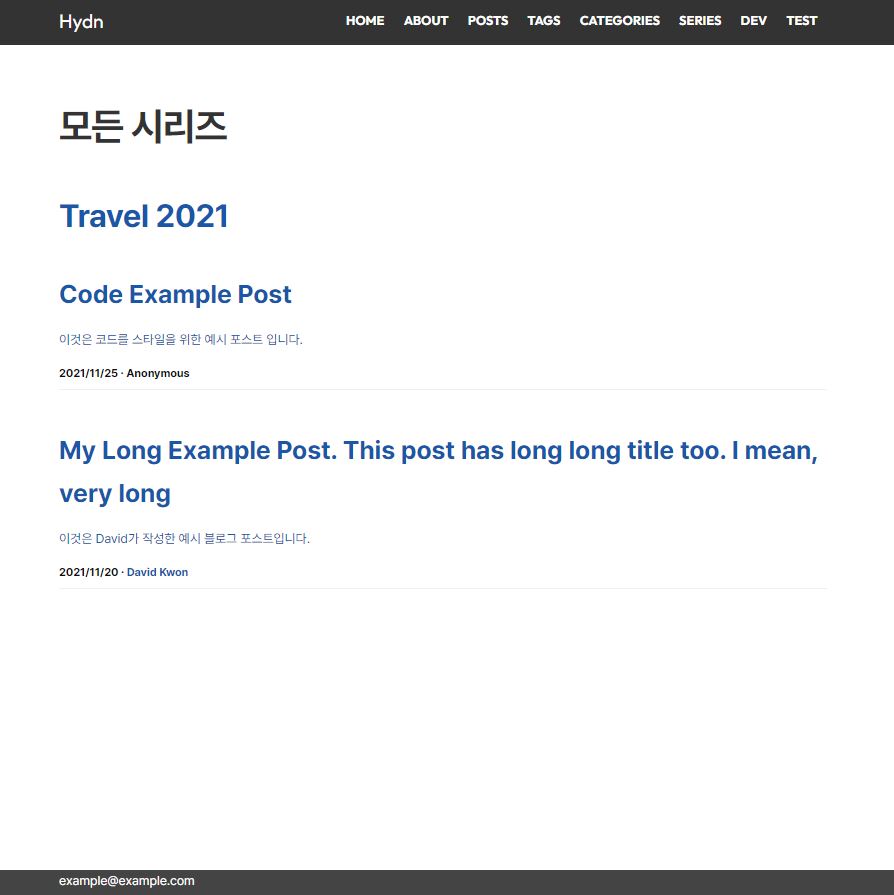 Hydn
HOME ABOUT POSTS TAGS CATEGORIES SERIES DEV TEST
모든 시리즈
Travel 2021
Code Example Post
이것은 코드를 스타일을 위한 예시 포스트 입니다.
2021/11/25 · Anonymous
My Long Example Post. This post has long long title too. I mean,
very long
이것은 David가 작성한 예시 블로그 포스트입니다.
2021/11/20 · David Kwon
example@example.com